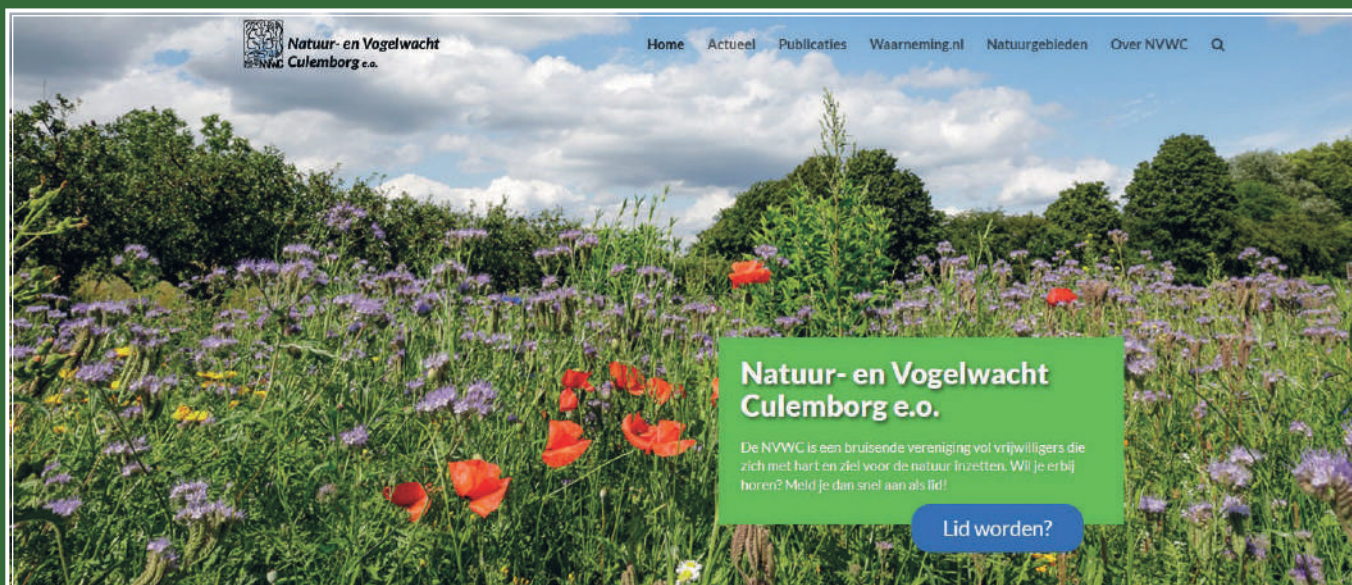 Natuur- en Vogelwacht
Culemborg e.o.
NVWC
Home Actueel Publicaties Waarneming.nl Natuurgebieden Over NVWC
Natuur- en Vogelwacht
Culemborg e.o.
De NVWC is een bruisende vereniging vol vrijwilligers die
zich met hart en ziel voor de natuur inzetten. Wil je erbij
horen? Meld je dan snel aan als lid!
Lid worden?